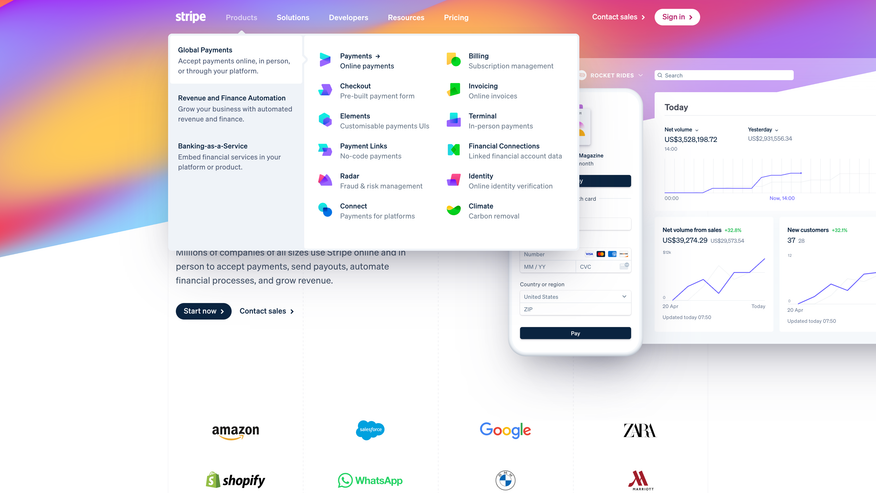 stripe
Products
Solutions
Developers
Resources
Pricing
Contact sales
Sign in
Global Payments
Accept payments online, in person,
or through your platform.
Revenue and Finance Automation
Grow your business with automated
revenue and finance.
Banking-as-a-Service
Embed financial services in your
platform or product.
Payments
Online payments
Checkout
Pre-built payment form
Elements
Customisable payments UIs
Payment Links
No-code payments
Radar
Fraud & risk management
Connect
Payments for platforms
Billing
Subscription management
Invoicing
Online invoices
Terminal
In-person payments
Financial Connections
Linked financial account data
Identity
Online identity verification
Climate
Carbon removal
Millions of companies of all sizes use Stripe online and in
person to accept payments, send payouts, automate
financial processes, and grow revenue.
Start now
Contact sales
Magazine
month
th card
Number
VISA
MM / YY
CVC
Country or region
United States
ZIP
Pay
ROCKET RIDES
Search
Today
Net volume
Yesterday
US$3,528,198.72
US$2,931,556.34
14:00
00:00
Now, 14:00
Net volume from sales +32.8%
US$39,274.29 US$29,573.54
0
20 Apr
Today
Updated today 07:50
New customers +32.1%
37 28
0
20 Apr
Updated today 07:50
amazon
salesforce
Google
ZARA
shopify
WhatsApp
MARRIOTT